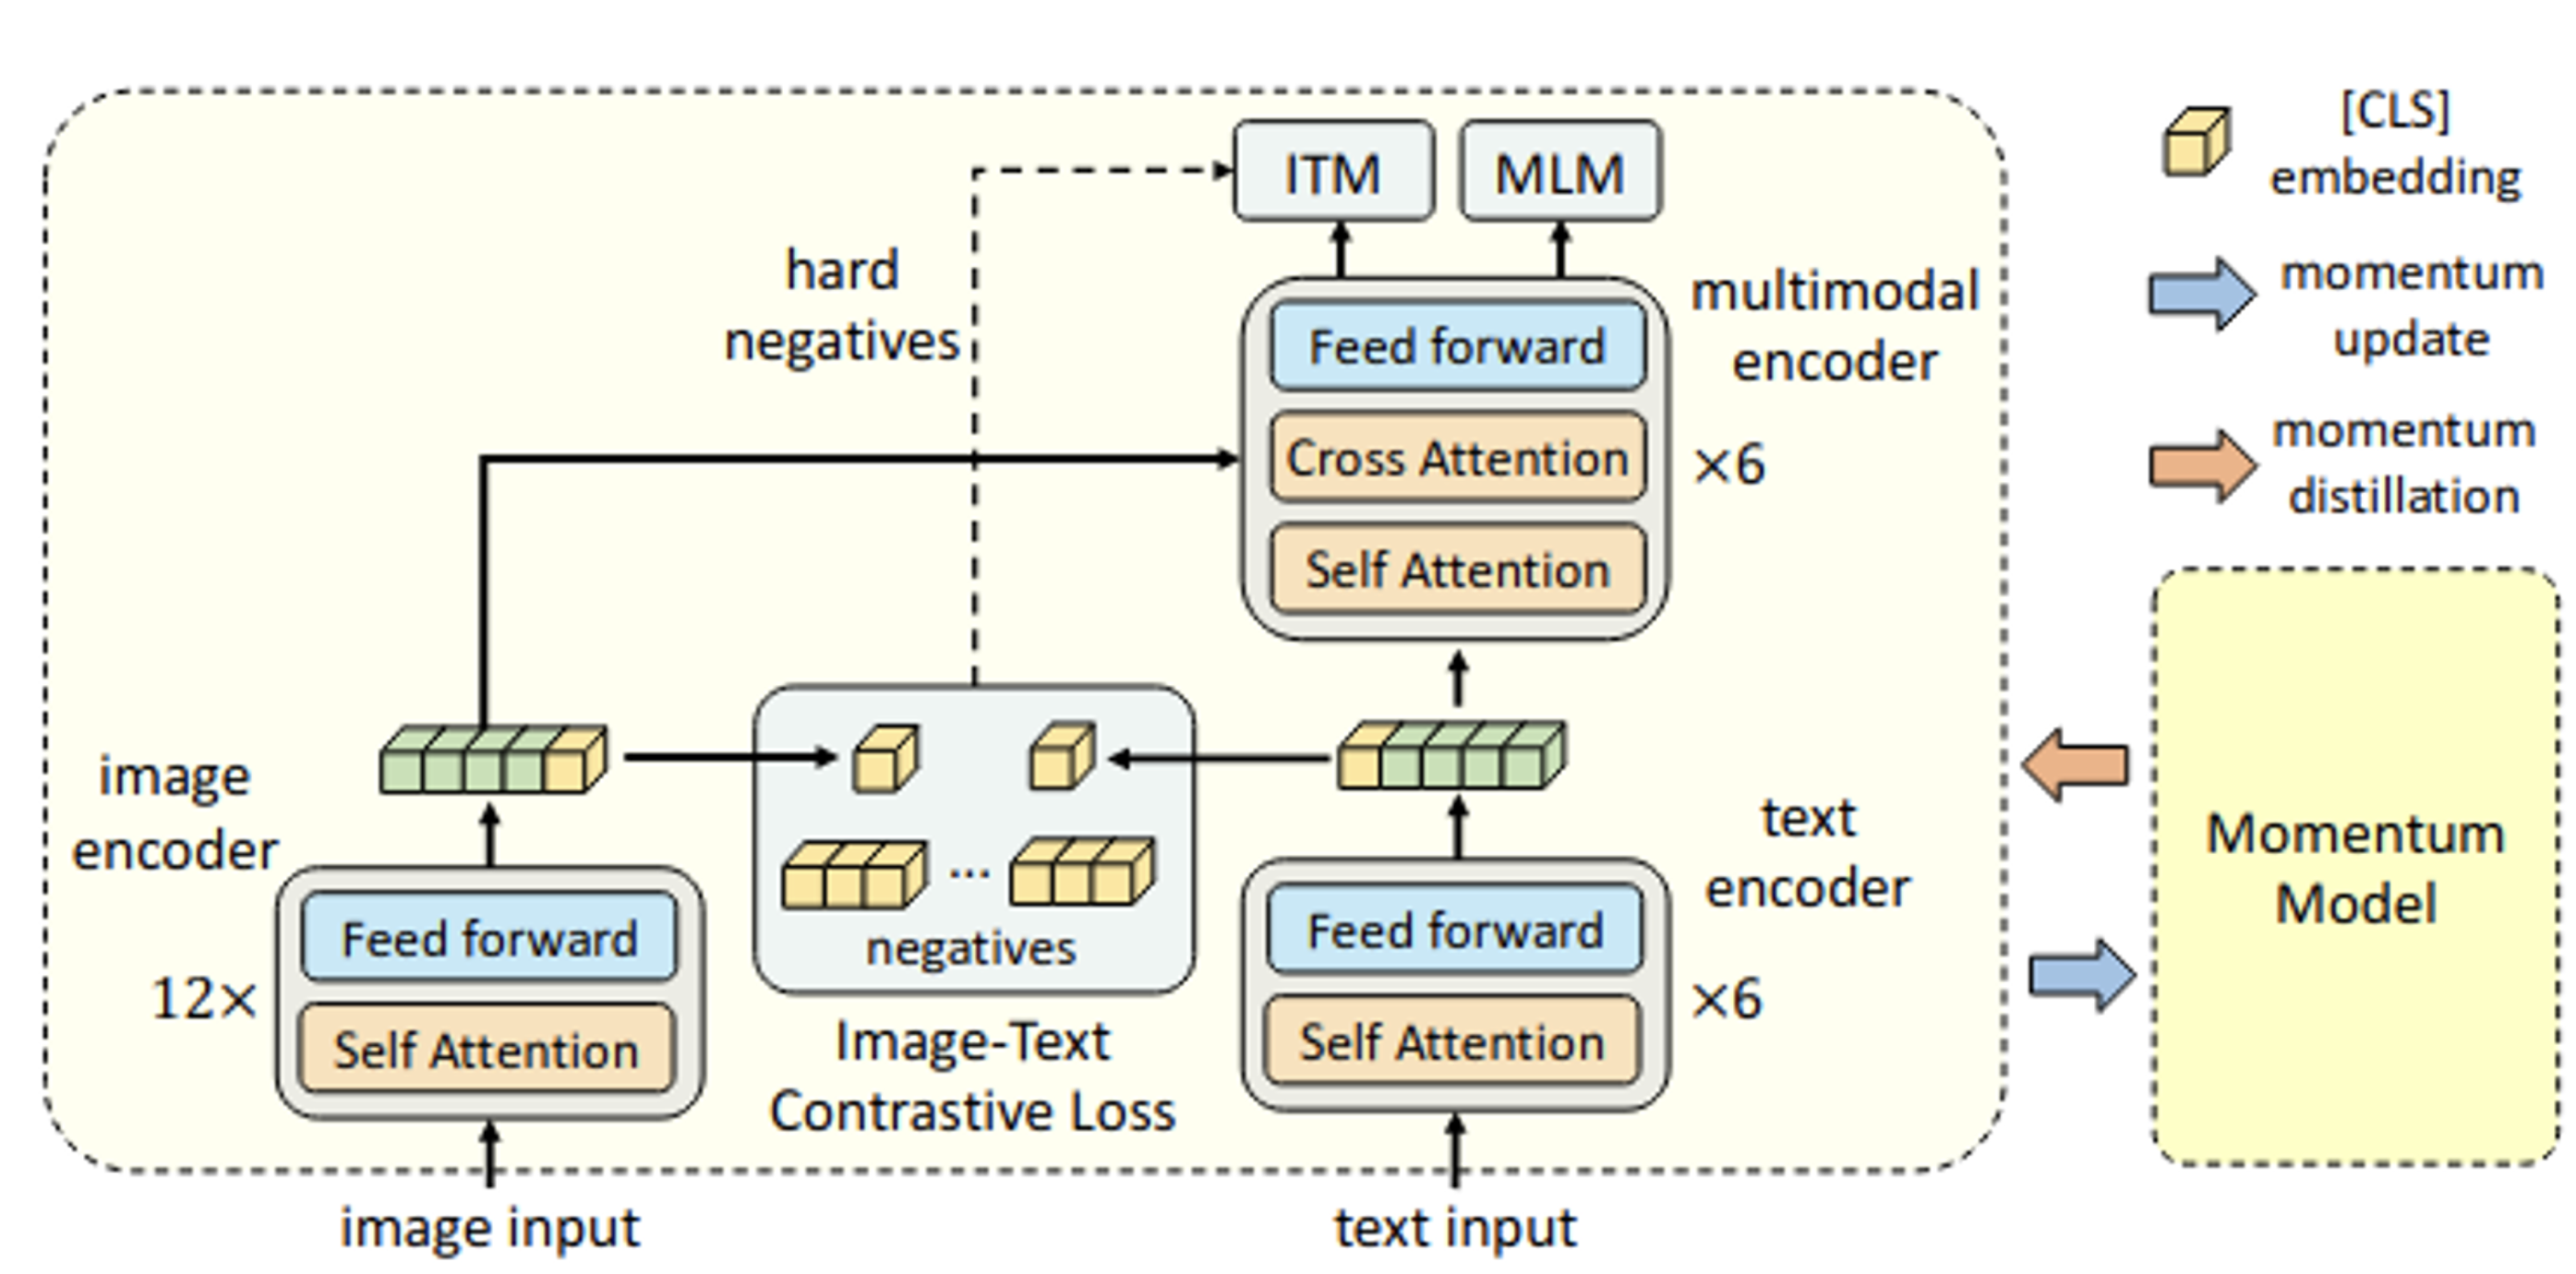 ITM
MLM
hard
negatives
multimodal
encoder
Feed forward
Cross Attention
×6
Self Attention
image
encoder
Feed forward
12×
Self Attention
...
negatives
Image-Text
Contrastive Loss
text
encoder
Feed forward
×6
Self Attention
image input
text input
[CLS]
embedding
momentum
update
momentum
distillation
Momentum
Model